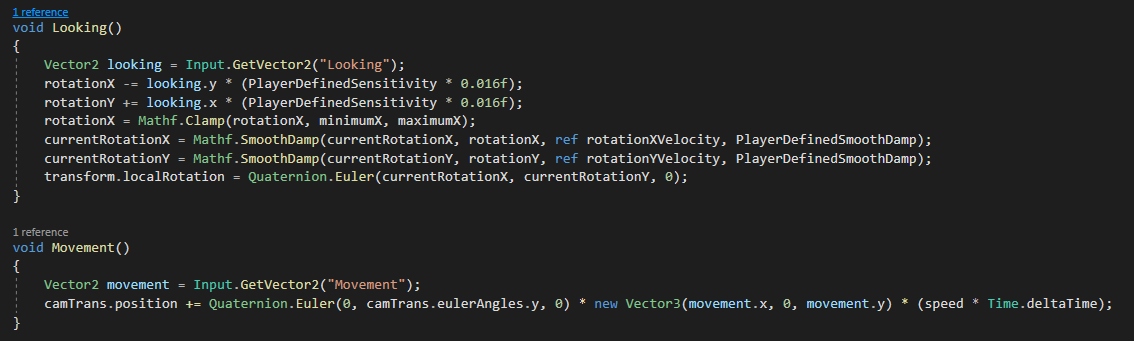 1 reference
void Looking()
{
    Vector2 looking = Input.GetVector2("Looking");
    rotationX -= looking.y * (PlayerDefinedSensitivity * 0.016f);
    rotationY += looking.x * (PlayerDefinedSensitivity * 0.016f);
    rotationX = Mathf.Clamp(rotationX, minimumX, maximumX);
    currentRotationX = Mathf.SmoothDamp(currentRotationX, rotationX, ref rotationXVelocity, PlayerDefinedSmoothDamp);
    currentRotationY = Mathf.SmoothDamp(currentRotationY, rotationY, ref rotationYVelocity, PlayerDefinedSmoothDamp);
    transform.localRotation = Quaternion.Euler(currentRotationX, currentRotationY, 0);
}
1 reference
void Movement()
{
    Vector2 movement = Input.GetVector2("Movement");
    camTrans.position += Quaternion.Euler(0, camTrans.eulerAngles.y, 0) * new Vector3(movement.x, 0, movement.y) * (speed * Time.deltaTime);
}